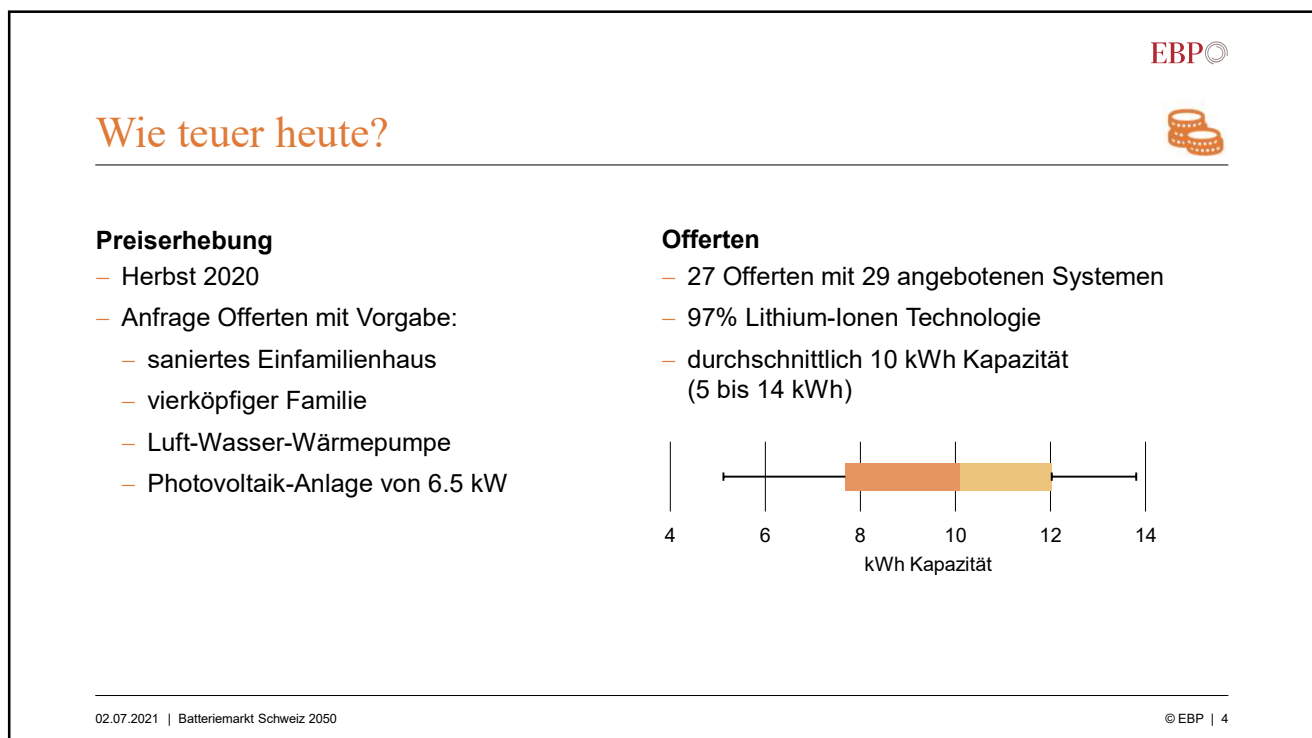 EBP
Wie teuer heute?
Preiserhebung
– Herbst 2020
– Anfrage Offerten mit Vorgabe:
– saniertes Einfamilienhaus
– vierköpfiger Familie
– Luft-Wasser-Wärmepumpe
– Photovoltaik-Anlage von 6.5 kW
Offerten
– 27 Offerten mit 29 angebotenen Systemen
– 97% Lithium-Ionen Technologie
– durchschnittlich 10 kWh Kapazität
(5 bis 14 kWh)
4 6 8 10 12 14
kWh Kapazität
02.07.2021 | Batteriemarkt Schweiz 2050
© EBP | 4